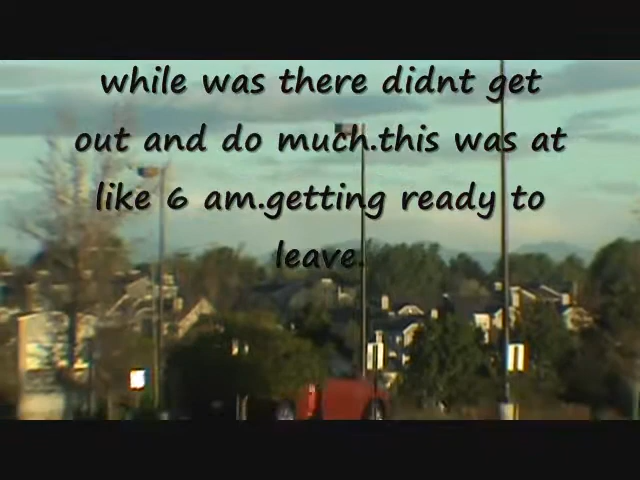 while was there didnt get
out and do much.this was at
like 6 am.getting ready to
leave.